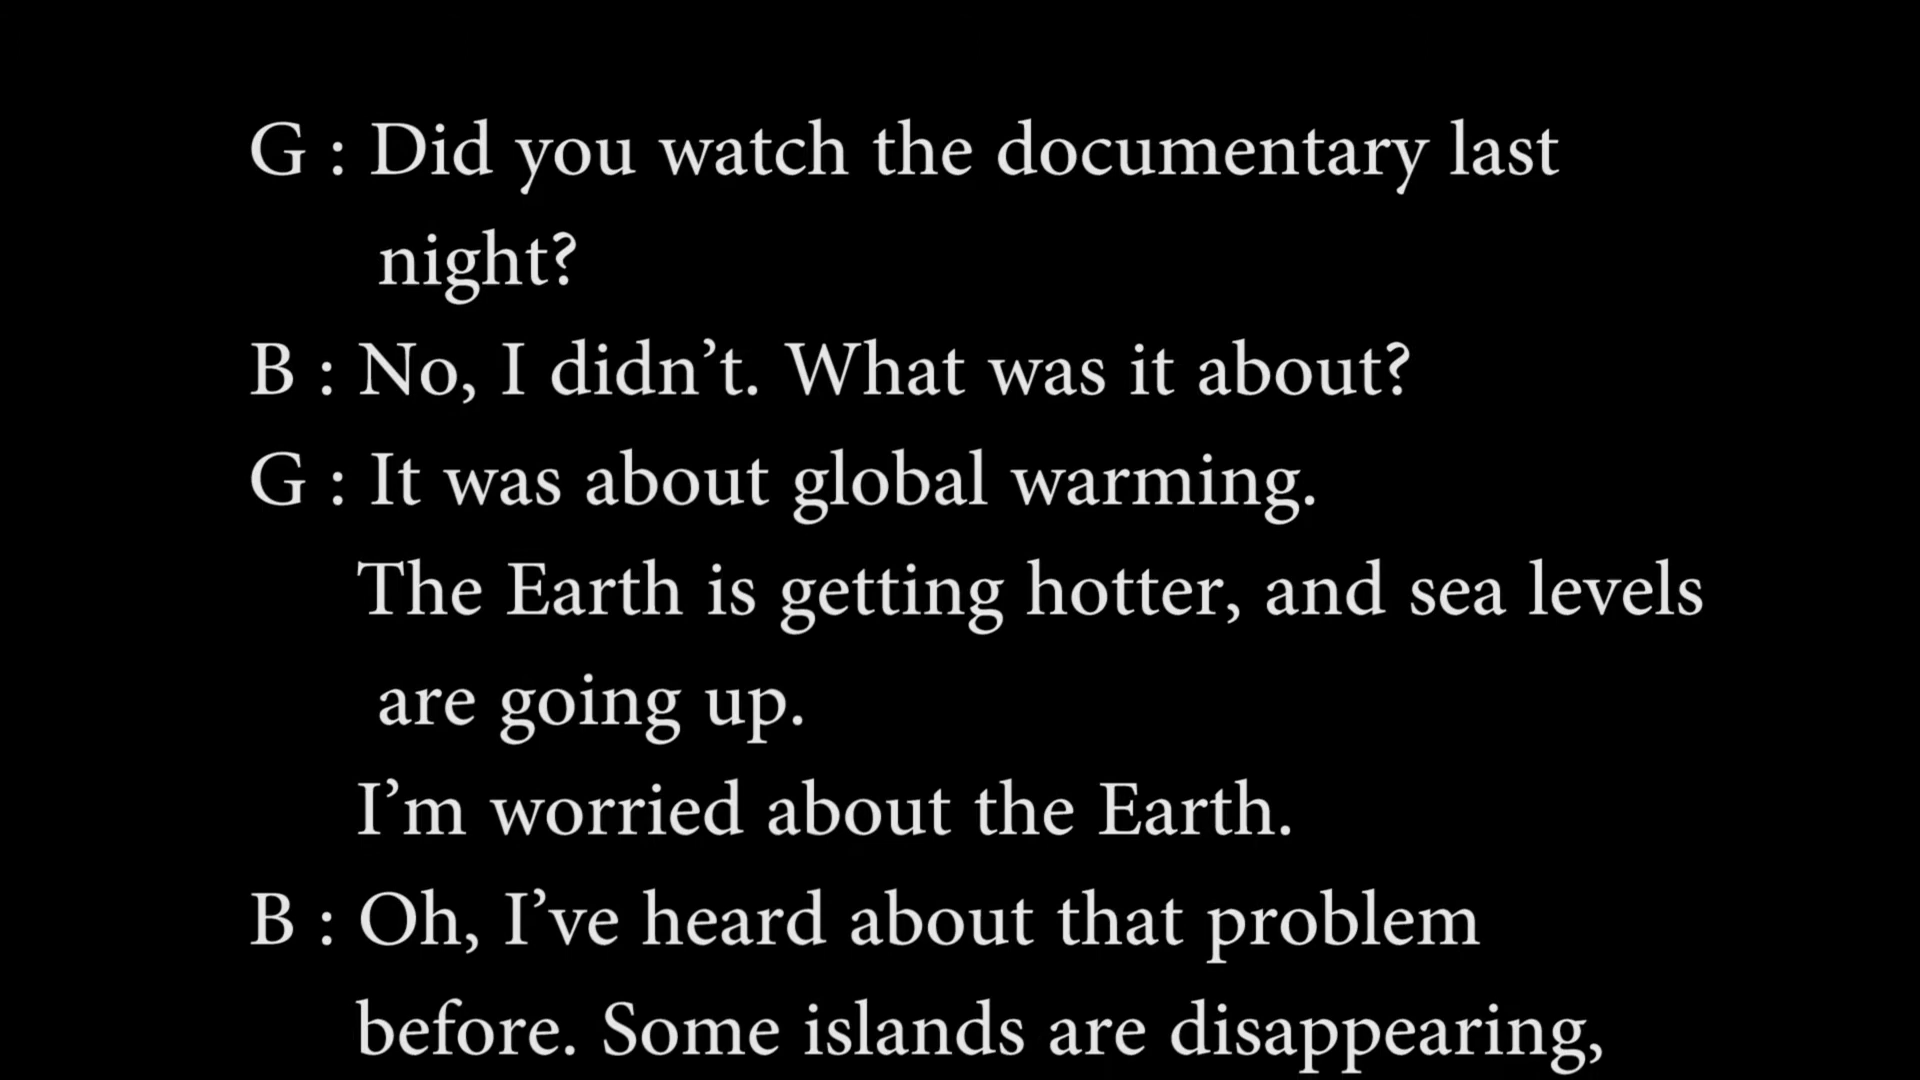 G : Did you watch the documentary last
night?
B : No, I didn’t. What was it about?
G : It was about global warming.
The Earth is getting hotter, and sea levels
are going up.
I’m worried about the Earth.
B : Oh, I’ve heard about that problem
before. Some islands are disappearing,